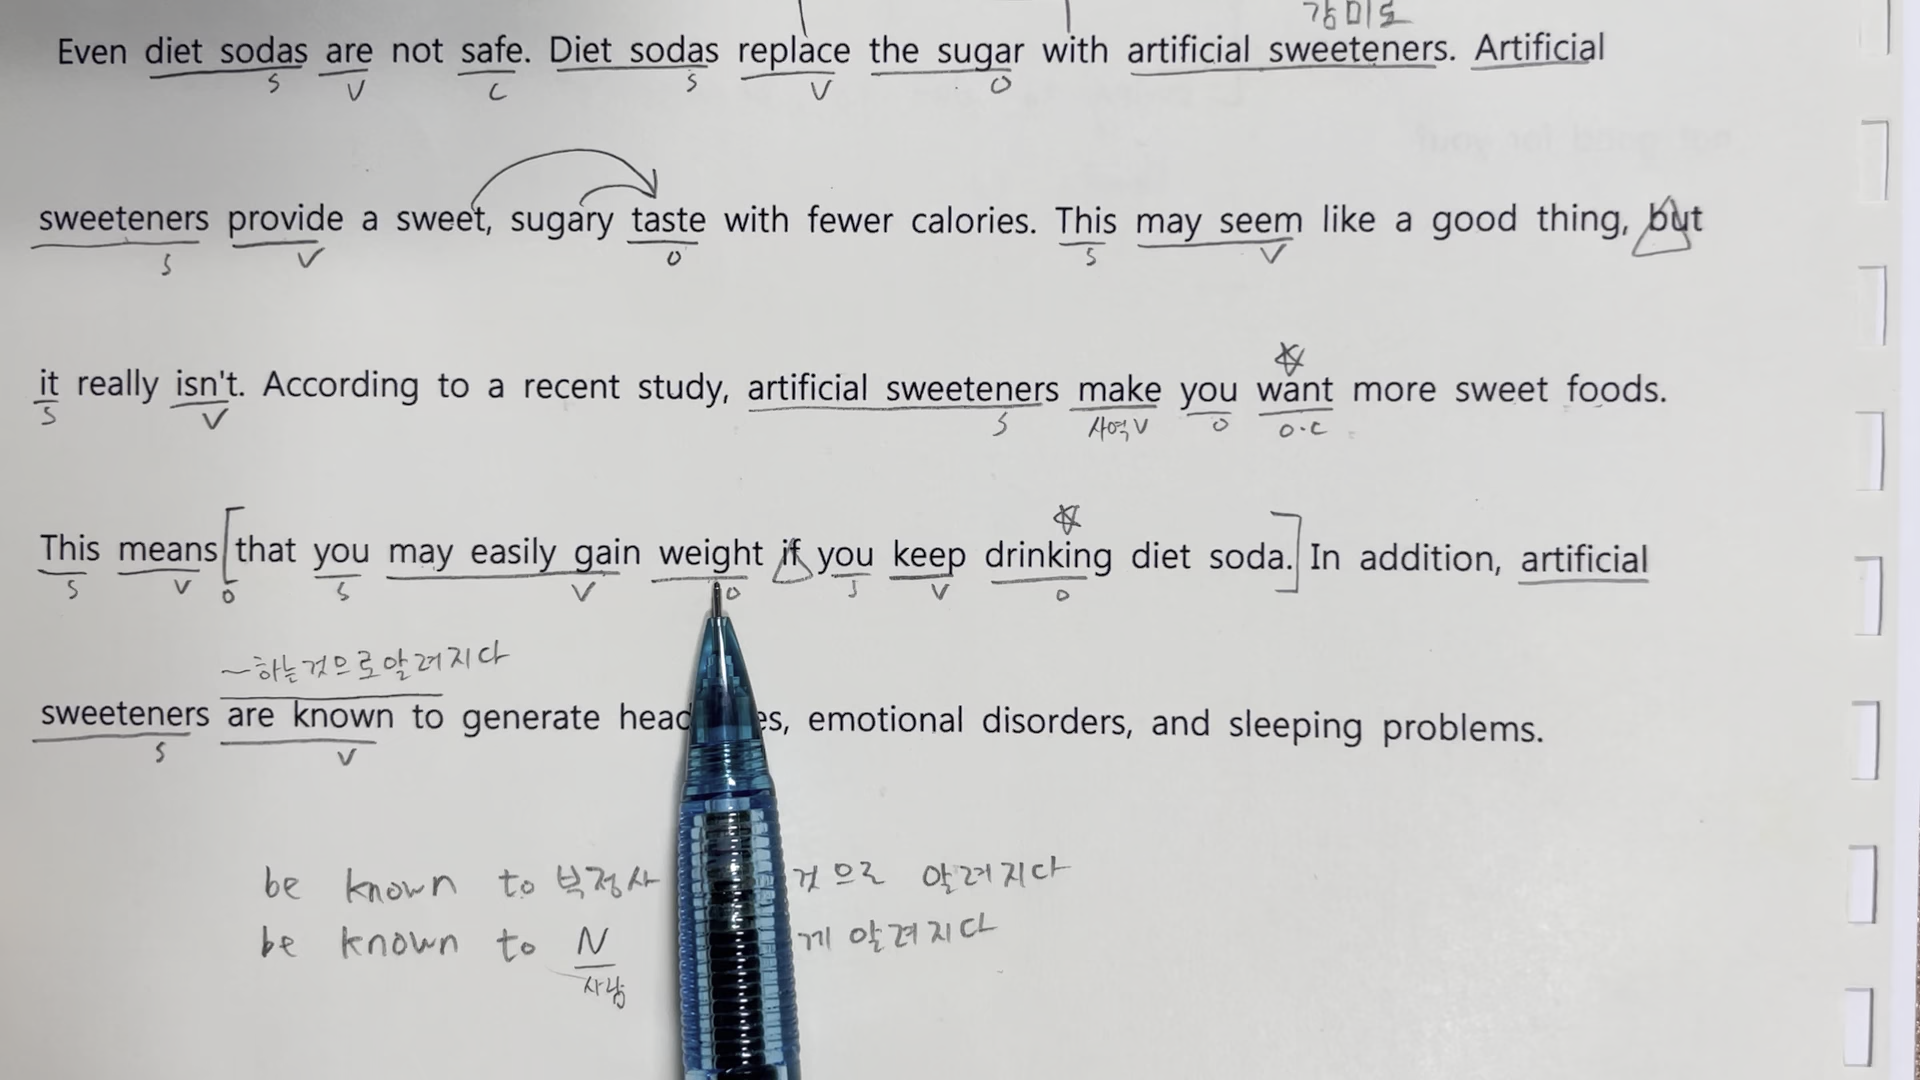 감미료
Even diet sodas are not safe. Diet sodas replace the sugar with artificial sweeteners. Artificial
S V C S V O
sweeteners provide a sweet, sugary taste with fewer calories. This may seem like a good thing, but
S V O S V
it really isn't. According to a recent study, artificial sweeteners make you want more sweet foods.
S V S 사역V O O.C
This means [that you may easily gain weight if you keep drinking diet soda.] In addition, artificial
S V O S V O S V O
~하는것으로알려지다
sweeteners are known to generate head es, emotional disorders, and sleeping problems.
S V
be known to 부정사 것으로 알려지다
be known to N 게 알려지다
사람